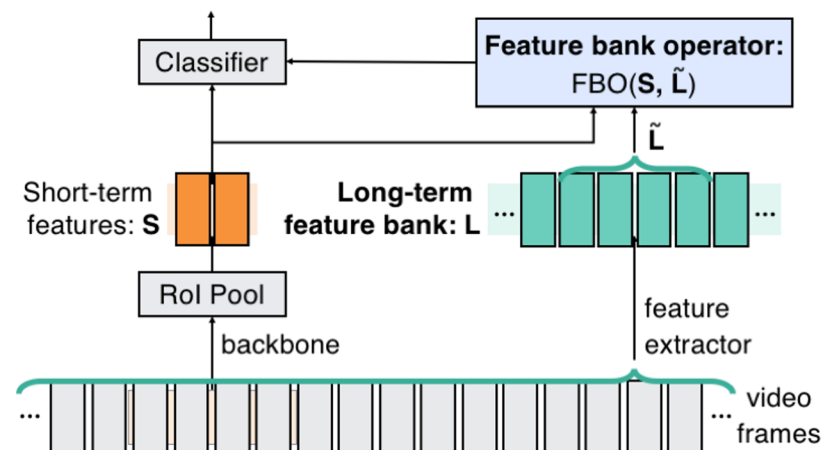 Classifier
Feature bank operator:
FBO(S, L̃)
L̃
Short-term
features: S
Long-term
feature bank: L
...
...
RoI Pool
backbone
feature
extractor
...
...
video
frames